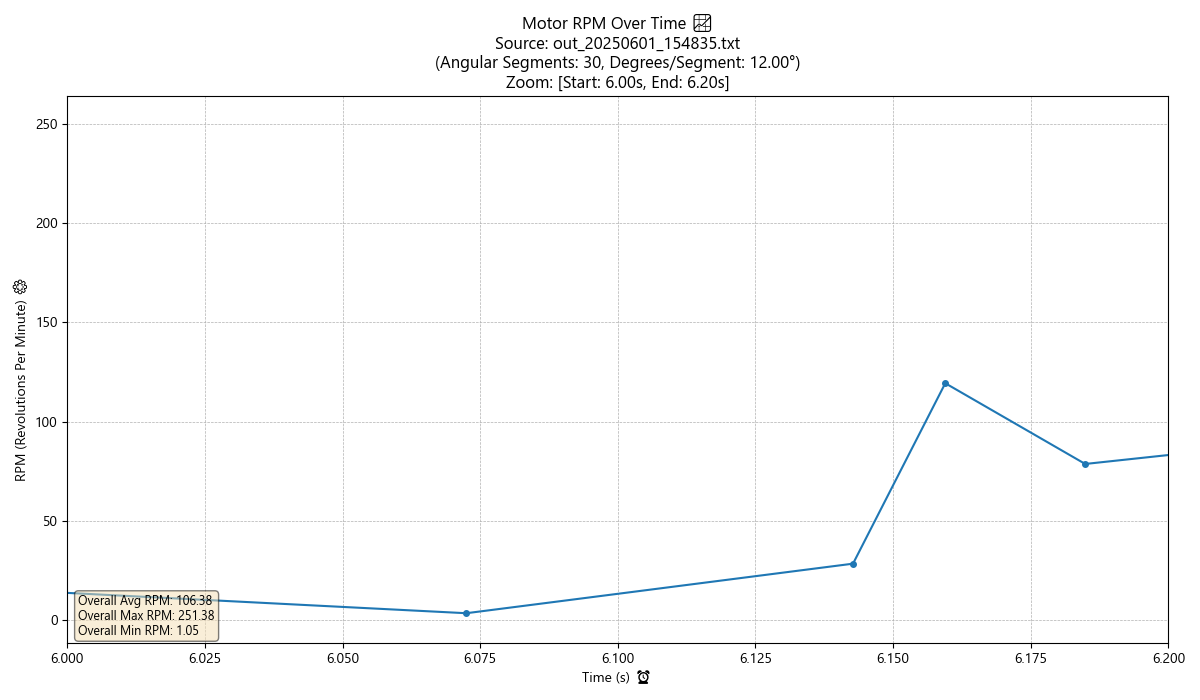 Motor RPM Over Time
Source: out_20250601_154835.txt
(Angular Segments: 30, Degrees/Segment: 12.00°)
Zoom: [Start: 6.00s, End: 6.20s]
250
200
150
100
50
0
RPM (Revolutions Per Minute)
Overall Avg RPM: 106.38
Overall Max RPM: 251.38
Overall Min RPM: 1.05
6.000 6.025 6.050 6.075 6.100 6.125 6.150 6.175 6.200
Time (s)